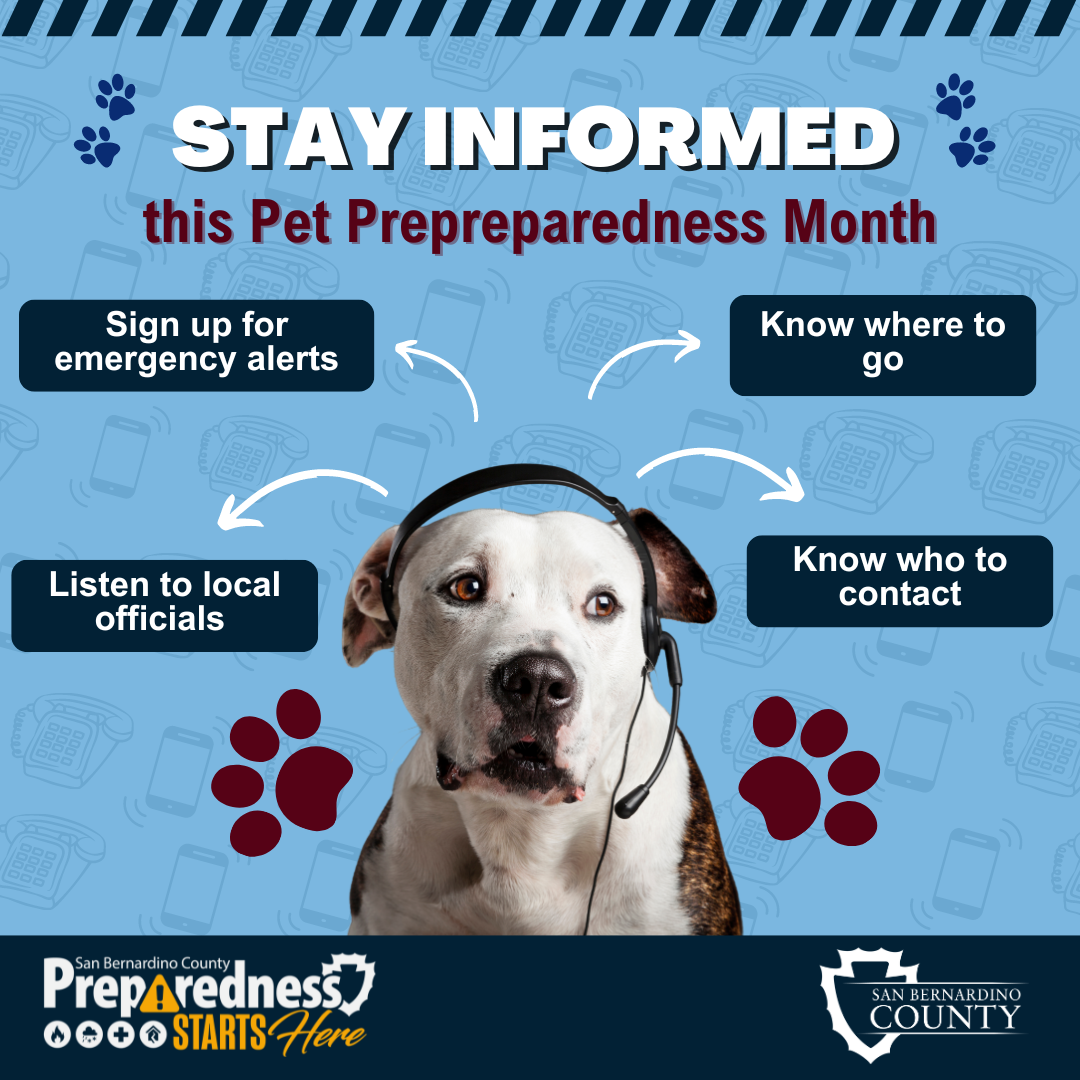 STAY INFORMED
this Pet Prepreparedness Month
Sign up for
emergency alerts
Know where to
go
Listen to local
officials
Know who to
contact
San Bernardino County
Preparedness
STARTS Here
SAN BERNARDINO
COUNTY